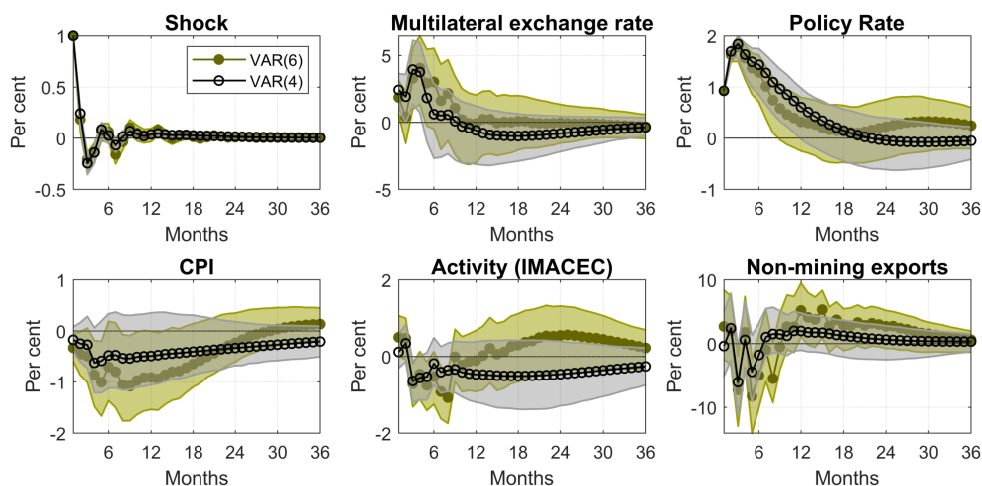 Shock
Multilateral exchange rate
Policy Rate
VAR(6)
VAR(4)
Per cent
1
0.5
0
-0.5
6 12 18 24 30 36
Months
Per cent
5
0
-5
6 12 18 24 30 36
Months
Per cent
2
1
0
-1
6 12 18 24 30 36
Months
CPI
Activity (IMACEC)
Non-mining exports
Per cent
1
0
-1
-2
6 12 18 24 30 36
Months
Per cent
2
0
2
6 12 18 24 30 36
Months
Per cent
10
0
-10
6 12 18 24 30 36
Months